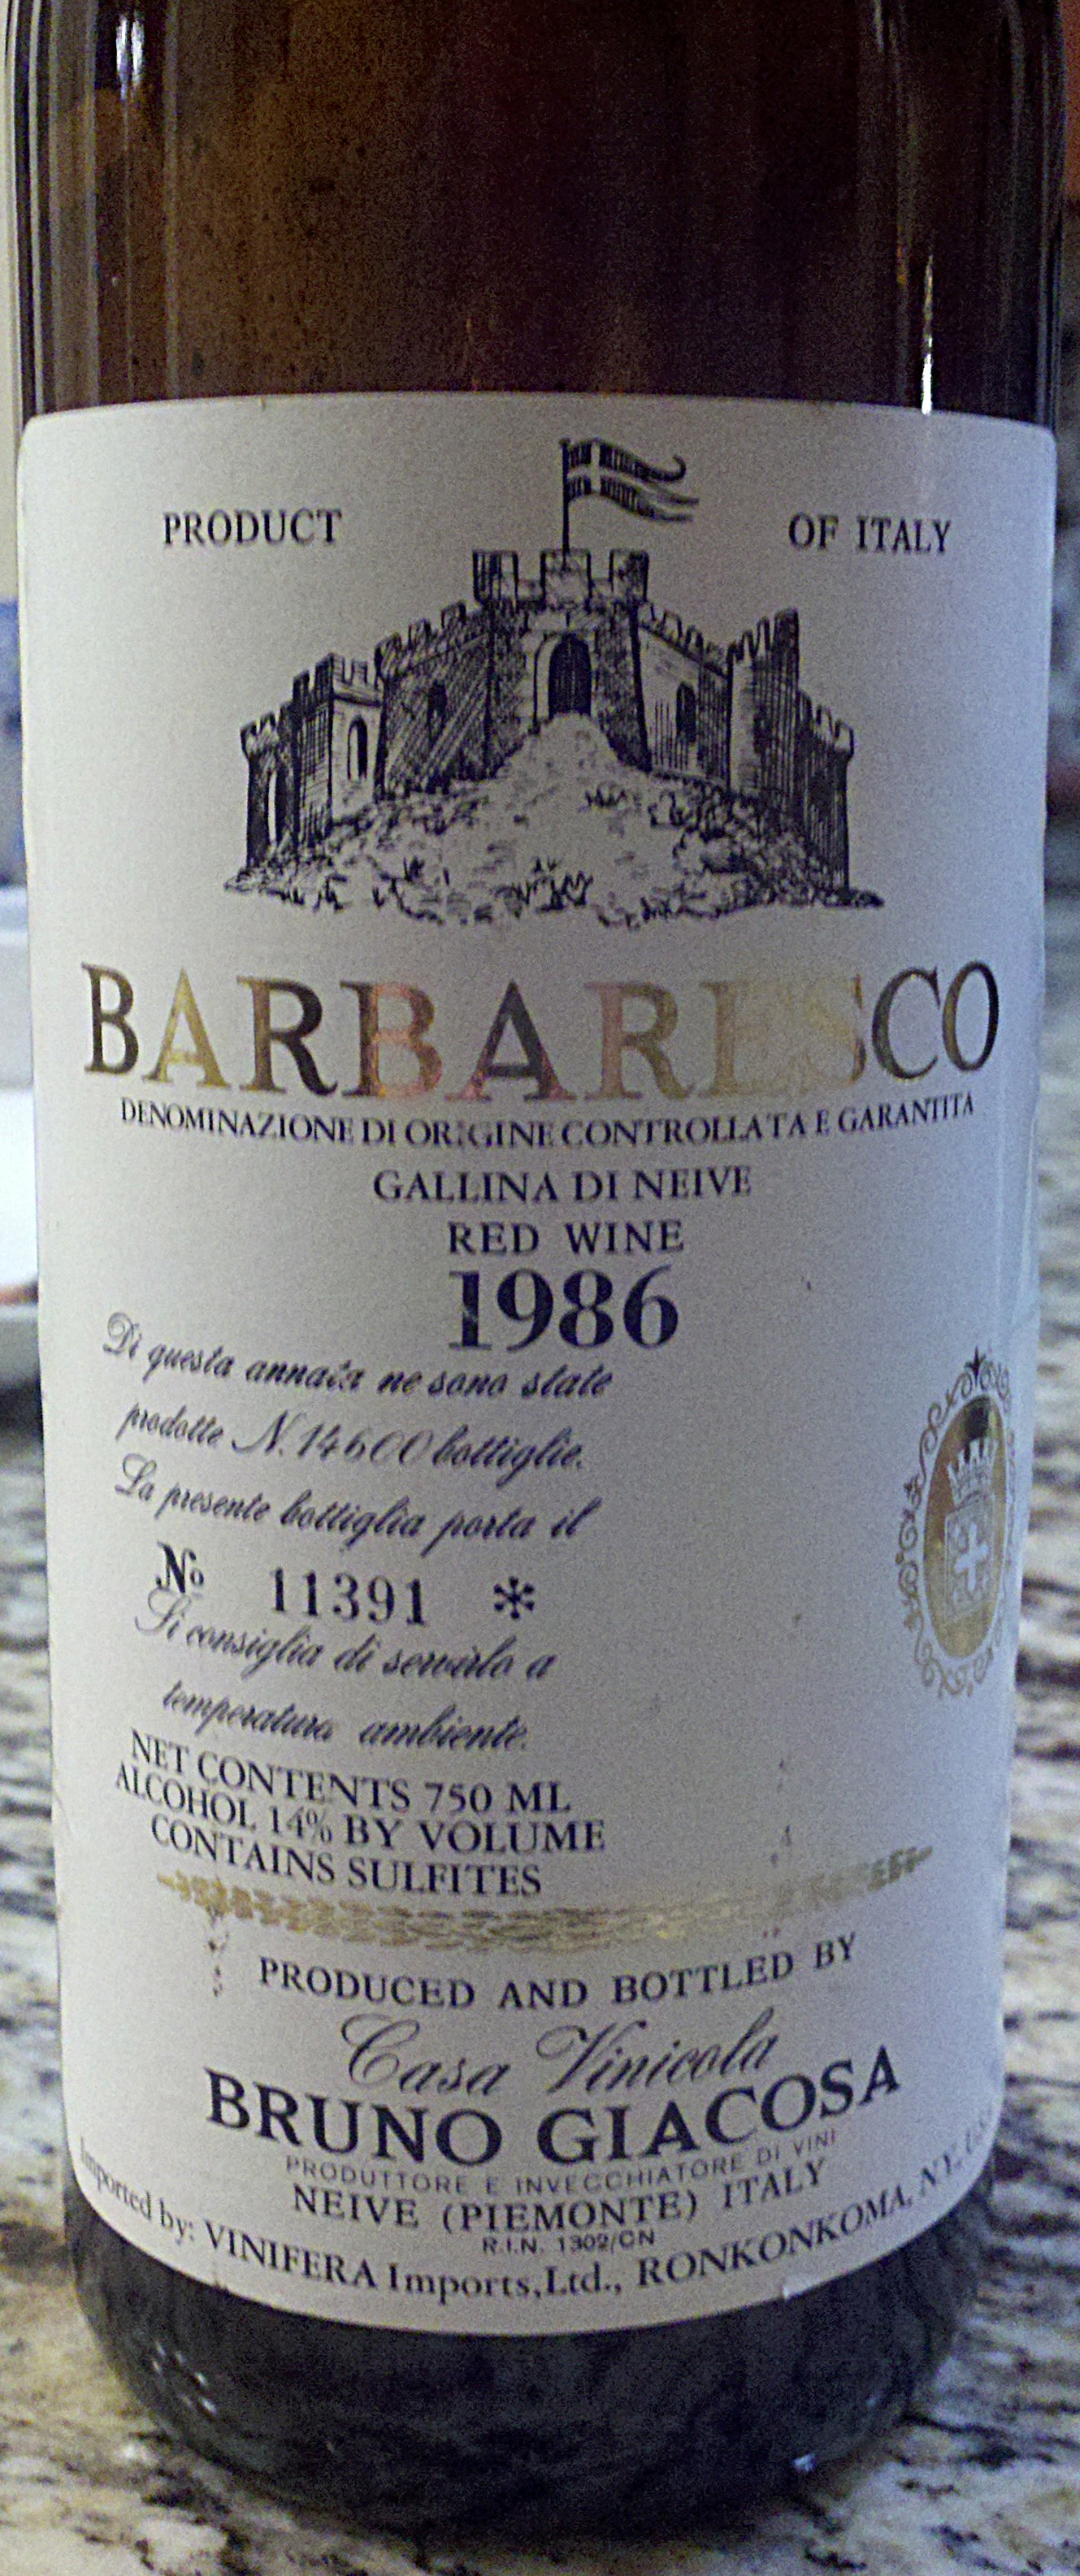 PRODUCT OF ITALY
BARBARESCO
DENOMINAZIONE DI ORIGINE CONTROLLATA E GARANTITA
GALLINA DI NEIVE
RED WINE
1986
Di questa annata ne sono state
prodotte N. 14600 bottiglie.
La presente bottiglia porta il
No 11391 *
Si consiglia di servirlo a
temperatura ambiente.
NET CONTENTS 750 ML
ALCOHOL 14% BY VOLUME
CONTAINS SULFITES
PRODUCED AND BOTTLED BY
Casa Vinicola
BRUNO GIACOSA
PRODUTTORE E INVECCHIATORE DI VINI
NEIVE (PIEMONTE) ITALY
R.I.N. 1302/CN
Imported by: VINIFERA Imports,Ltd., RONKONKOMA, N.Y. USA